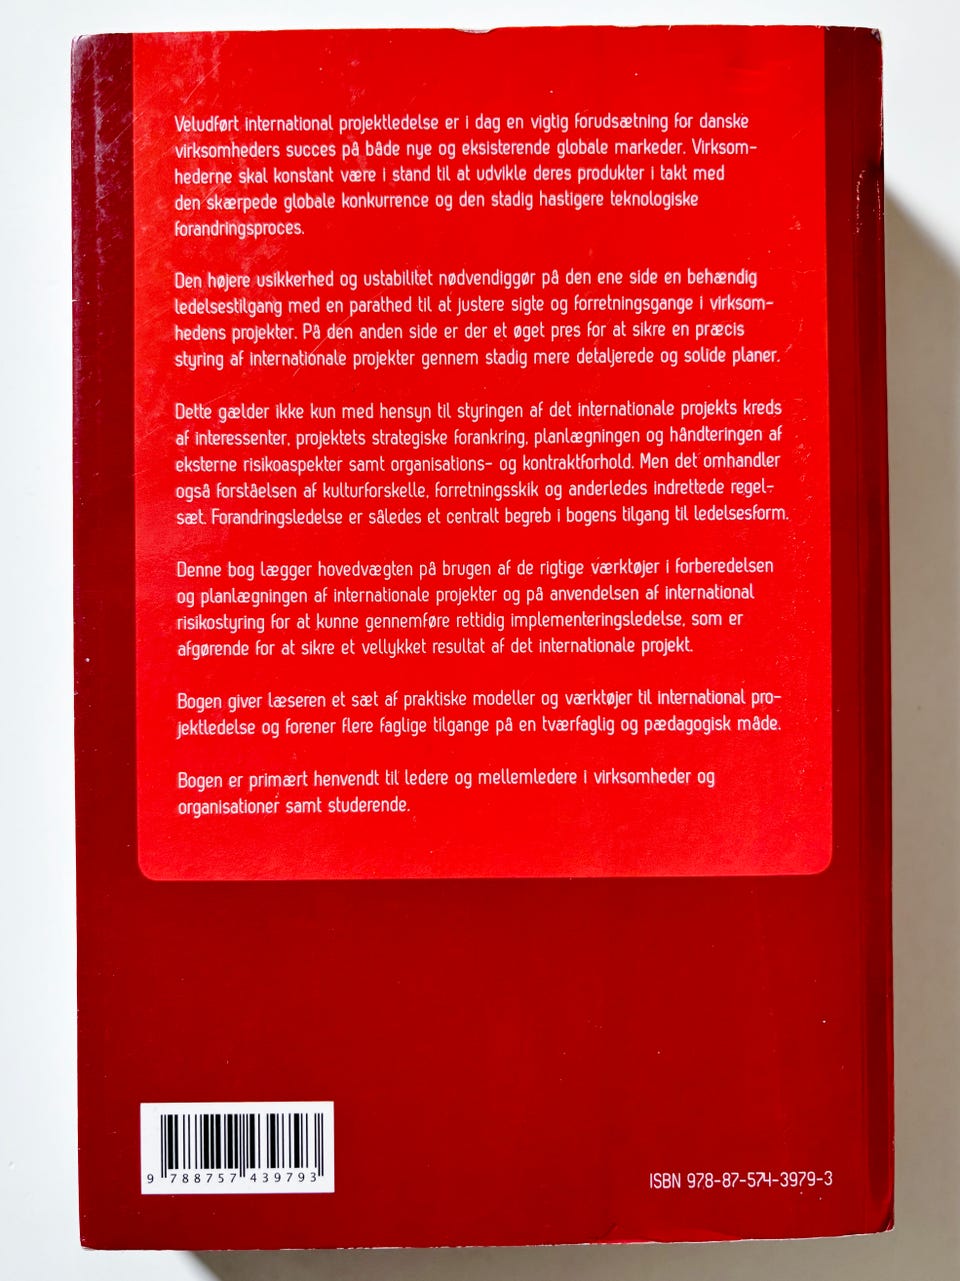 Veludført international projektledelse er i dag en vigtig forudsætning for danske
virksomheders succes på både nye og eksisterende globale markeder. Virksom-
hederne skal konstant være i stand til at udvikle deres produkter i takt med
den skærpede globale konkurrence og den stadig hastigere teknologiske
forandringsproces.
Den højere usikkerhed og ustabilitet nødvendiggør på den ene side en behændig
ledelsestilgang med en parathed til at justere sigte og forretningsgange i virksom-
hedens projekter. På den anden side er der et øget pres for at sikre en præcis
styring af internationale projekter gennem stadig mere detaljerede og solide planer.
Dette gælder ikke kun med hensyn til styringen af det internationale projekts kreds
af interessenter, projektets strategiske forankring, planlægningen og håndteringen af
eksterne risikoaspekter samt organisations- og kontraktforhold. Men det omhandler
også forståelsen af kulturforskelle, forretningsskik og anderledes indrettede regel-
sæt. Forandringsledelse er således et centralt begreb i bogens tilgang til ledelsesform.
Denne bog lægger hovedvægten på brugen af de rigtige værktøjer i forberedelsen
og planlægningen af internationale projekter og på anvendelsen af international
risikostyring for at kunne gennemføre rettidig implementeringsledelse, som er
afgørende for at sikre et vellykket resultat af det internationale projekt.
Bogen giver læseren et sæt af praktiske modeller og værktøjer til international pro-
jektledelse og forener flere faglige tilgange på en tværfaglig og pædagogisk måde.
Bogen er primært henvendt til ledere og mellemledere i virksomheder og
organisationer samt studerende.
9 788757 439793
ISBN 978-87-574-3979-3